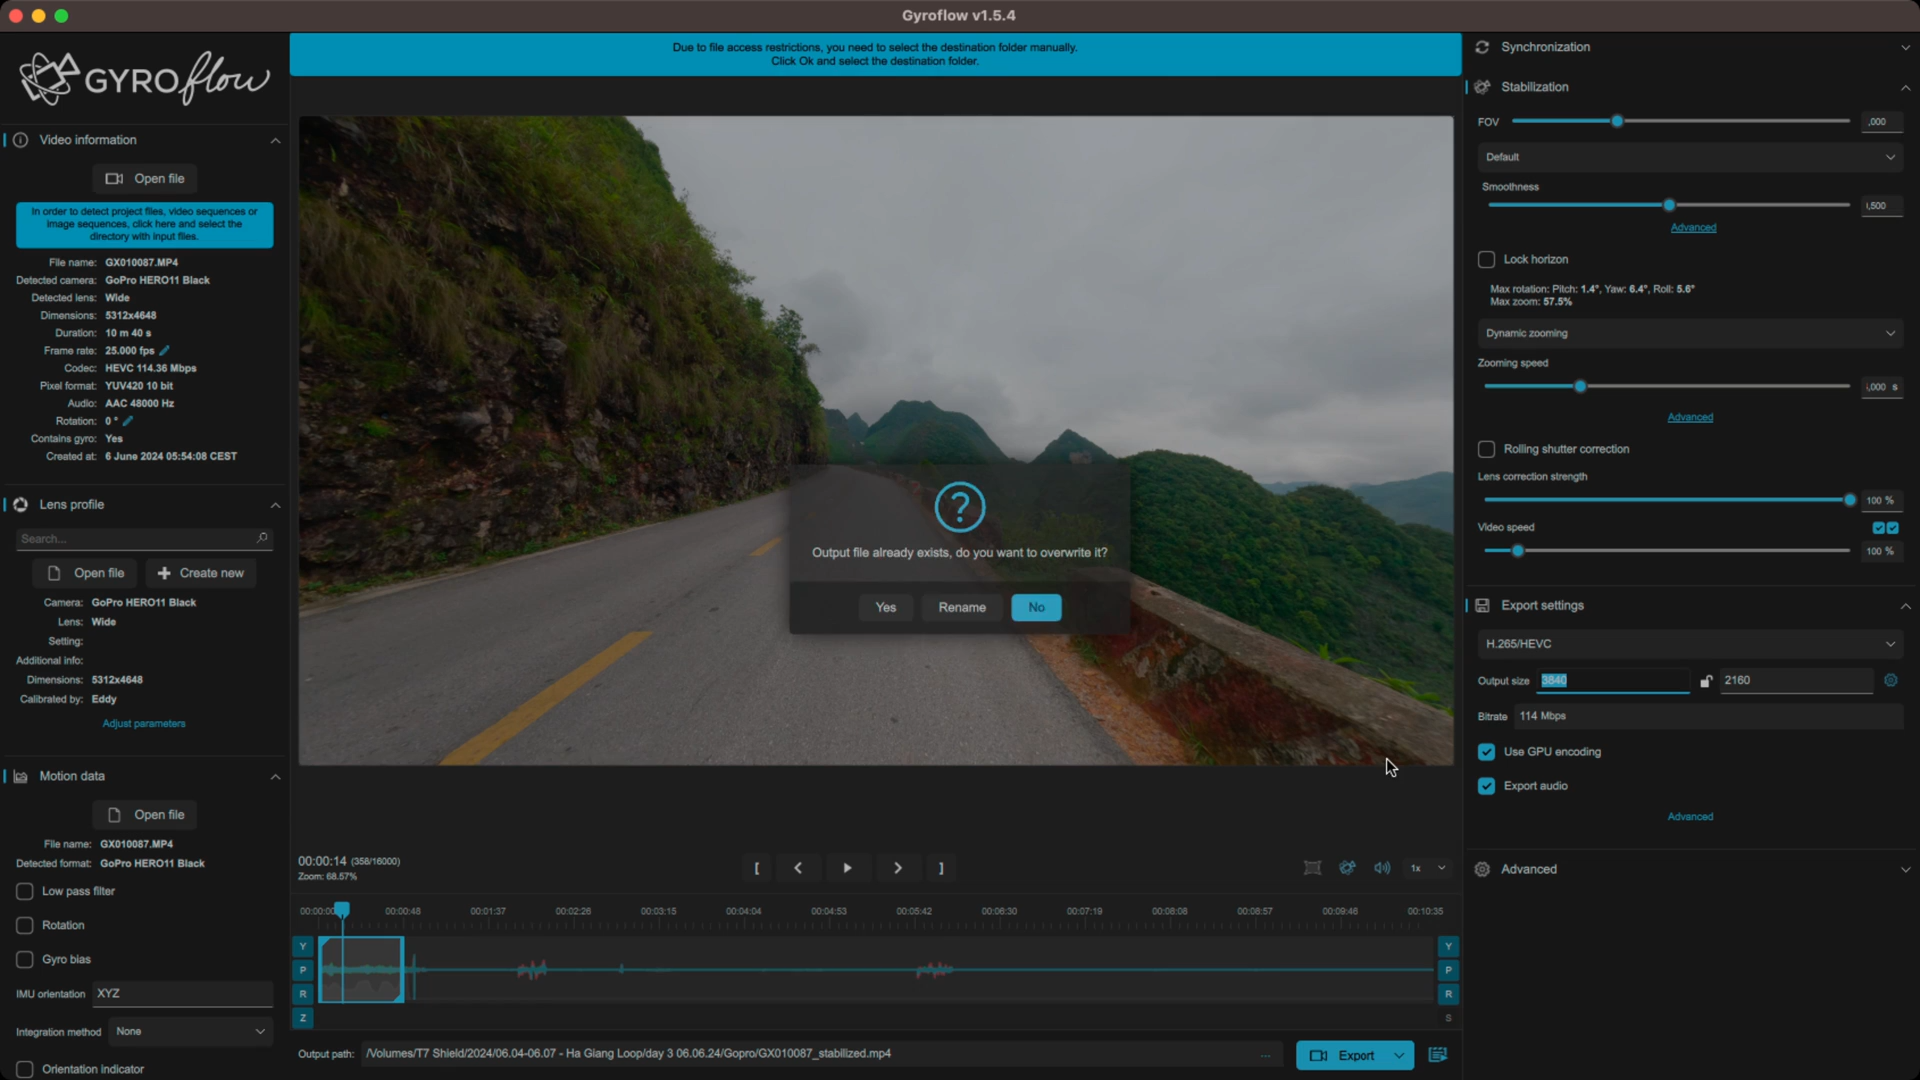 Gyroflow v1.5.4
GYROflow
Video information
Open file
In order to detect project files, video sequences or
image sequences, click here and select the
directory with input files.
File name: GX010087.MP4
Detected camera: GoPro HERO11 Black
Detected lens: Wide
Dimensions: 5312x4648
Duration: 10 m 40 s
Frame rate: 25.000 fps
Codec: HEVC 114.36 Mbps
Pixel format: YUV420 10 bit
Audio: AAC 48000 Hz
Rotation: 0 °
Contains gyro: Yes
Created at: 6 June 2024 05:54:08 CEST
Lens profile
Search...
Open file
Create new
Camera: GoPro HERO11 Black
Lens: Wide
Setting:
Additional info:
Dimensions: 5312x4648
Calibrated by: Eddy
Adjust parameters
Motion data
Open file
File name: GX010087.MP4
Detected format: GoPro HERO11 Black
Low pass filter
Rotation
Gyro bias
IMU orientation XYZ
Integration method None
Orientation indicator
Due to file access restrictions, you need to select the destination folder manually.
Click Ok and select the destination folder.
?
Output file already exists, do you want to overwrite it?
Yes Rename No
00:00:14 (358/16000)
Zoom: 68.57%
[ ]
1x
00:00:00 00:00:48 00:01:37 00:02:26 00:03:15 00:04:04 00:04:53 00:05:42 00:06:30 00:07:19 00:08:08 00:08:57 00:09:46 00:10:35
Y Y
P P
R R
Z S
Output path: /Volumes/T7 Shield/2024/06.04-06.07 - Ha Giang Loop/day 3 06.06.24/Gopro/GX010087_stabilized.mp4 ...
Export
Synchronization
Stabilization
FOV ,000
Default
Smoothness
,500
Advanced
Lock horizon
Max rotation: Pitch: 1.4°, Yaw: 6.4°, Roll: 5.6°
Max zoom: 57.5%
Dynamic zooming
Zooming speed
,000 s
Advanced
Rolling shutter correction
Lens correction strength
100 %
Video speed
100 %
Export settings
H.265/HEVC
Output size 3840 2160
Bitrate 114 Mbps
Use GPU encoding
Export audio
Advanced
Advanced